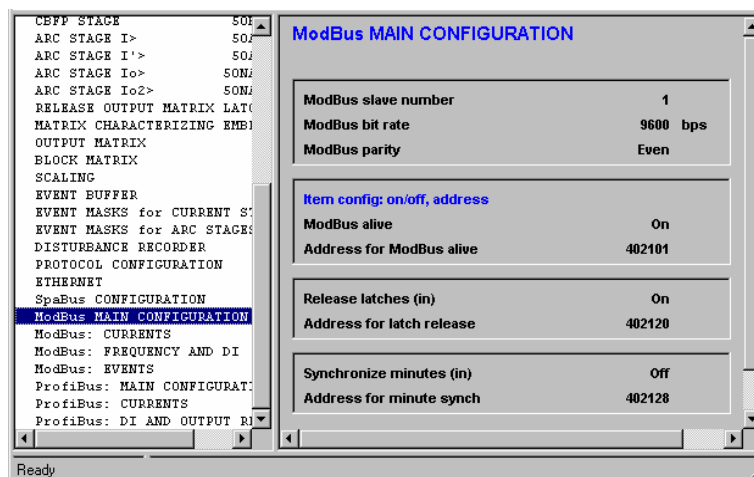 CBFP STAGE
ARC STAGE I>
ARC STAGE I'>
ARC STAGE Io>
ARC STAGE Io2>
RELEASE OUTPUT MATRIX
MATRIX CHARACTERIZING
OUTPUT MATRIX
BLOCK MATRIX
SCALING
EVENT BUFFER
EVENT MASKS for CURRENT
EVENT MASKS for ARC STAGES
DISTURBANCE RECORDER
PROTOCOL CONFIGURATION
ETHERNET
SpaBus CONFIGURATION
ModBus MAIN CONFIGURATION
ModBus: CURRENTS
ModBus: FREQUENCY AND DI
ModBus: EVENTS
ProfiBus: MAIN
ProfiBus: CURRENTS
ProfiBus: DI AND OUTPUT
ModBus MAIN CONFIGURATION
ModBus slave number 1
ModBus bit rate 9600 bps
ModBus parity Even
Item config: on/off, address
ModBus alive On
Address for ModBus alive 402101
Release latches (in) On
Address for latch release 402120
Synchronize minutes (in) Off
Address for minute synch 402128
Ready